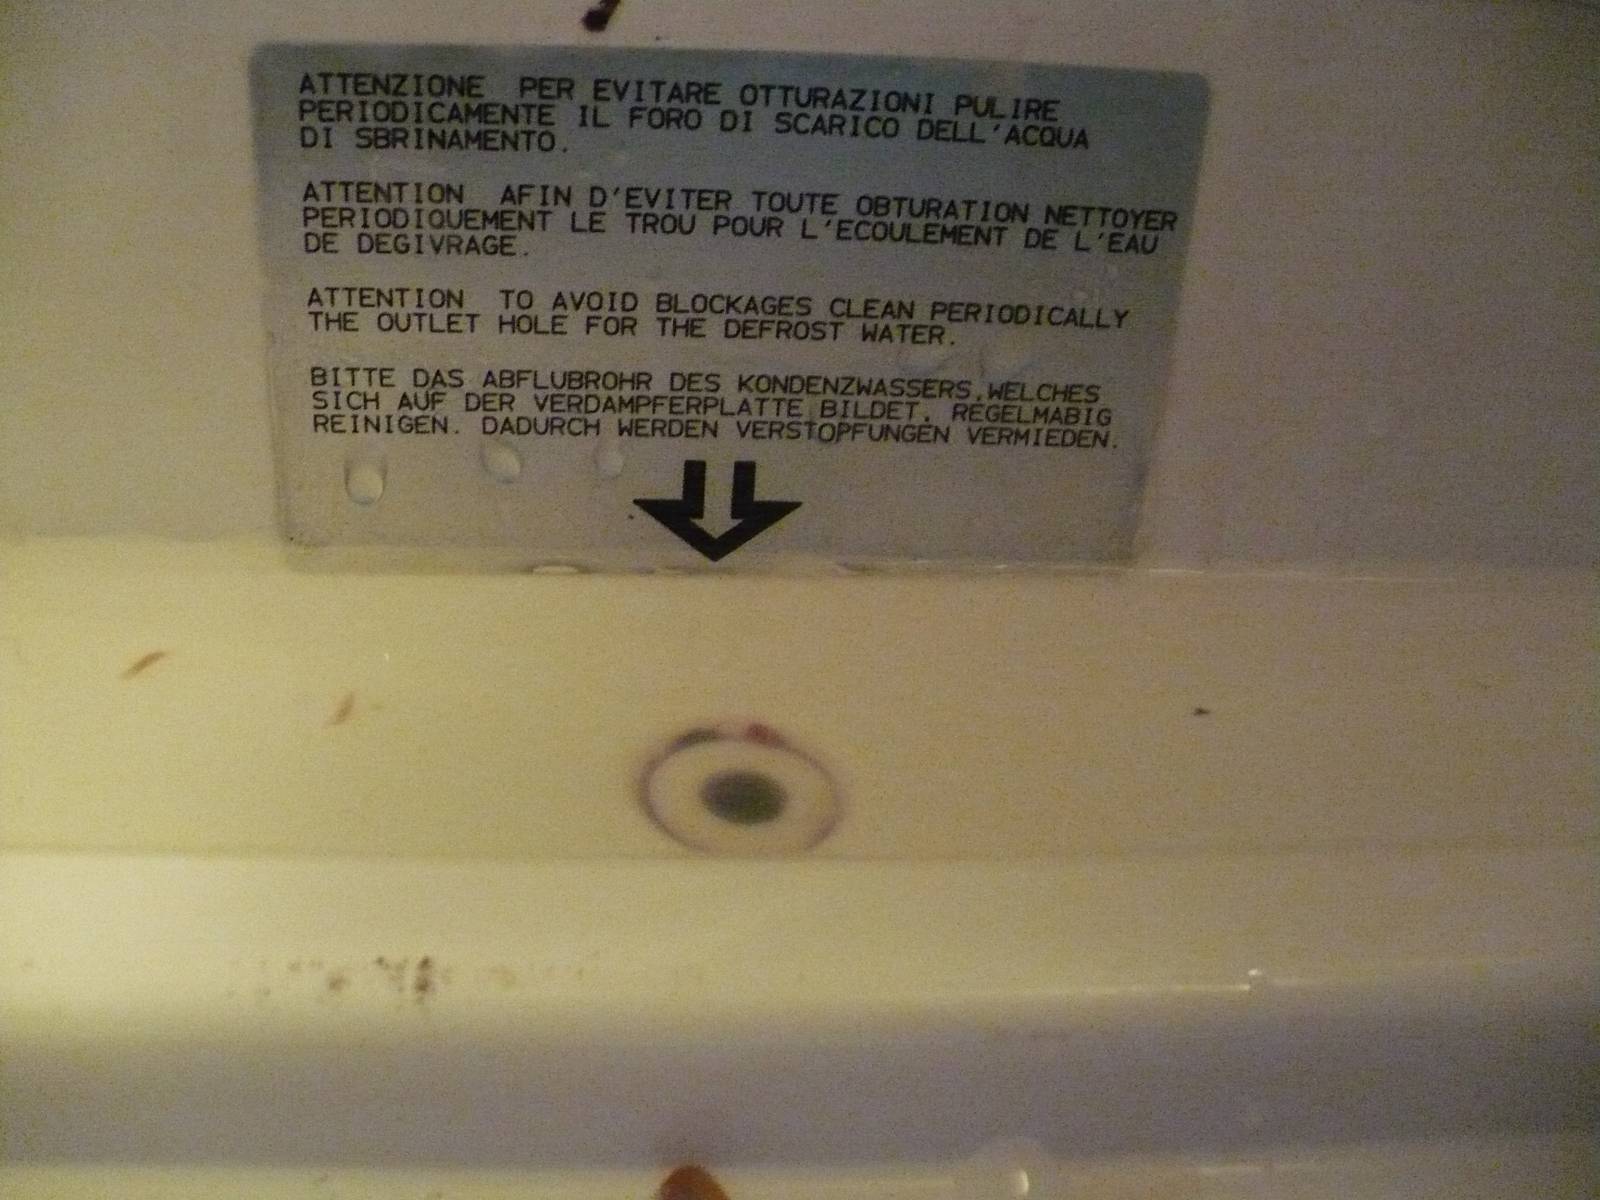 ATTENZIONE PER EVITARE OTTURAZIONI PULIRE
PERIODICAMENTE IL FORO DI SCARICO DELL'ACQUA
DI SBRINAMENTO.
ATTENTION AFIN D'EVITER TOUTE OBTURATION NETTOYER
PERIODIQUEMENT LE TROU POUR L'ECOULEMENT DE L'EAU
DE DEGIVRAGE.
ATTENTION TO AVOID BLOCKAGES CLEAN PERIODICALLY
THE OUTLET HOLE FOR THE DEFROST WATER.
BITTE DAS ABFLUBROHR DES KONDENZWASSERS,WELCHES
SICH AUF DER VERDAMPFERPLATTE BILDET, REGELMABIG
REINIGEN. DADURCH WERDEN VERSTOPFUNGEN VERMIEDEN.